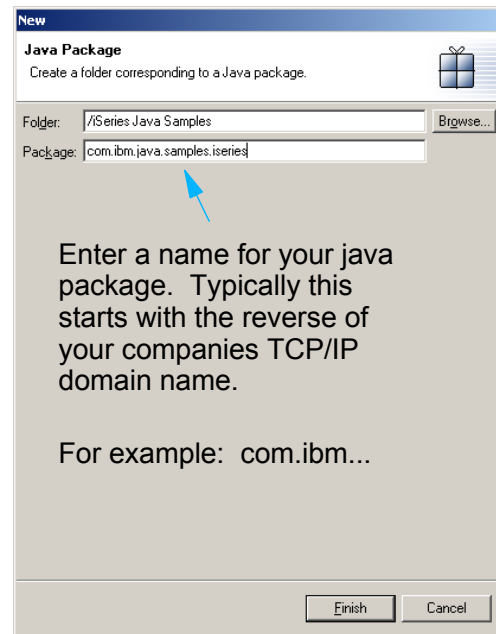 New
Java Package
Create a folder corresponding to a Java package.
Folder: /iSeries Java Samples Browse...
Package: com.ibm.java.samples.iseries
Enter a name for your java
package. Typically this
starts with the reverse of
your companies TCP/IP
domain name.
For example: com.ibm...
Finish Cancel